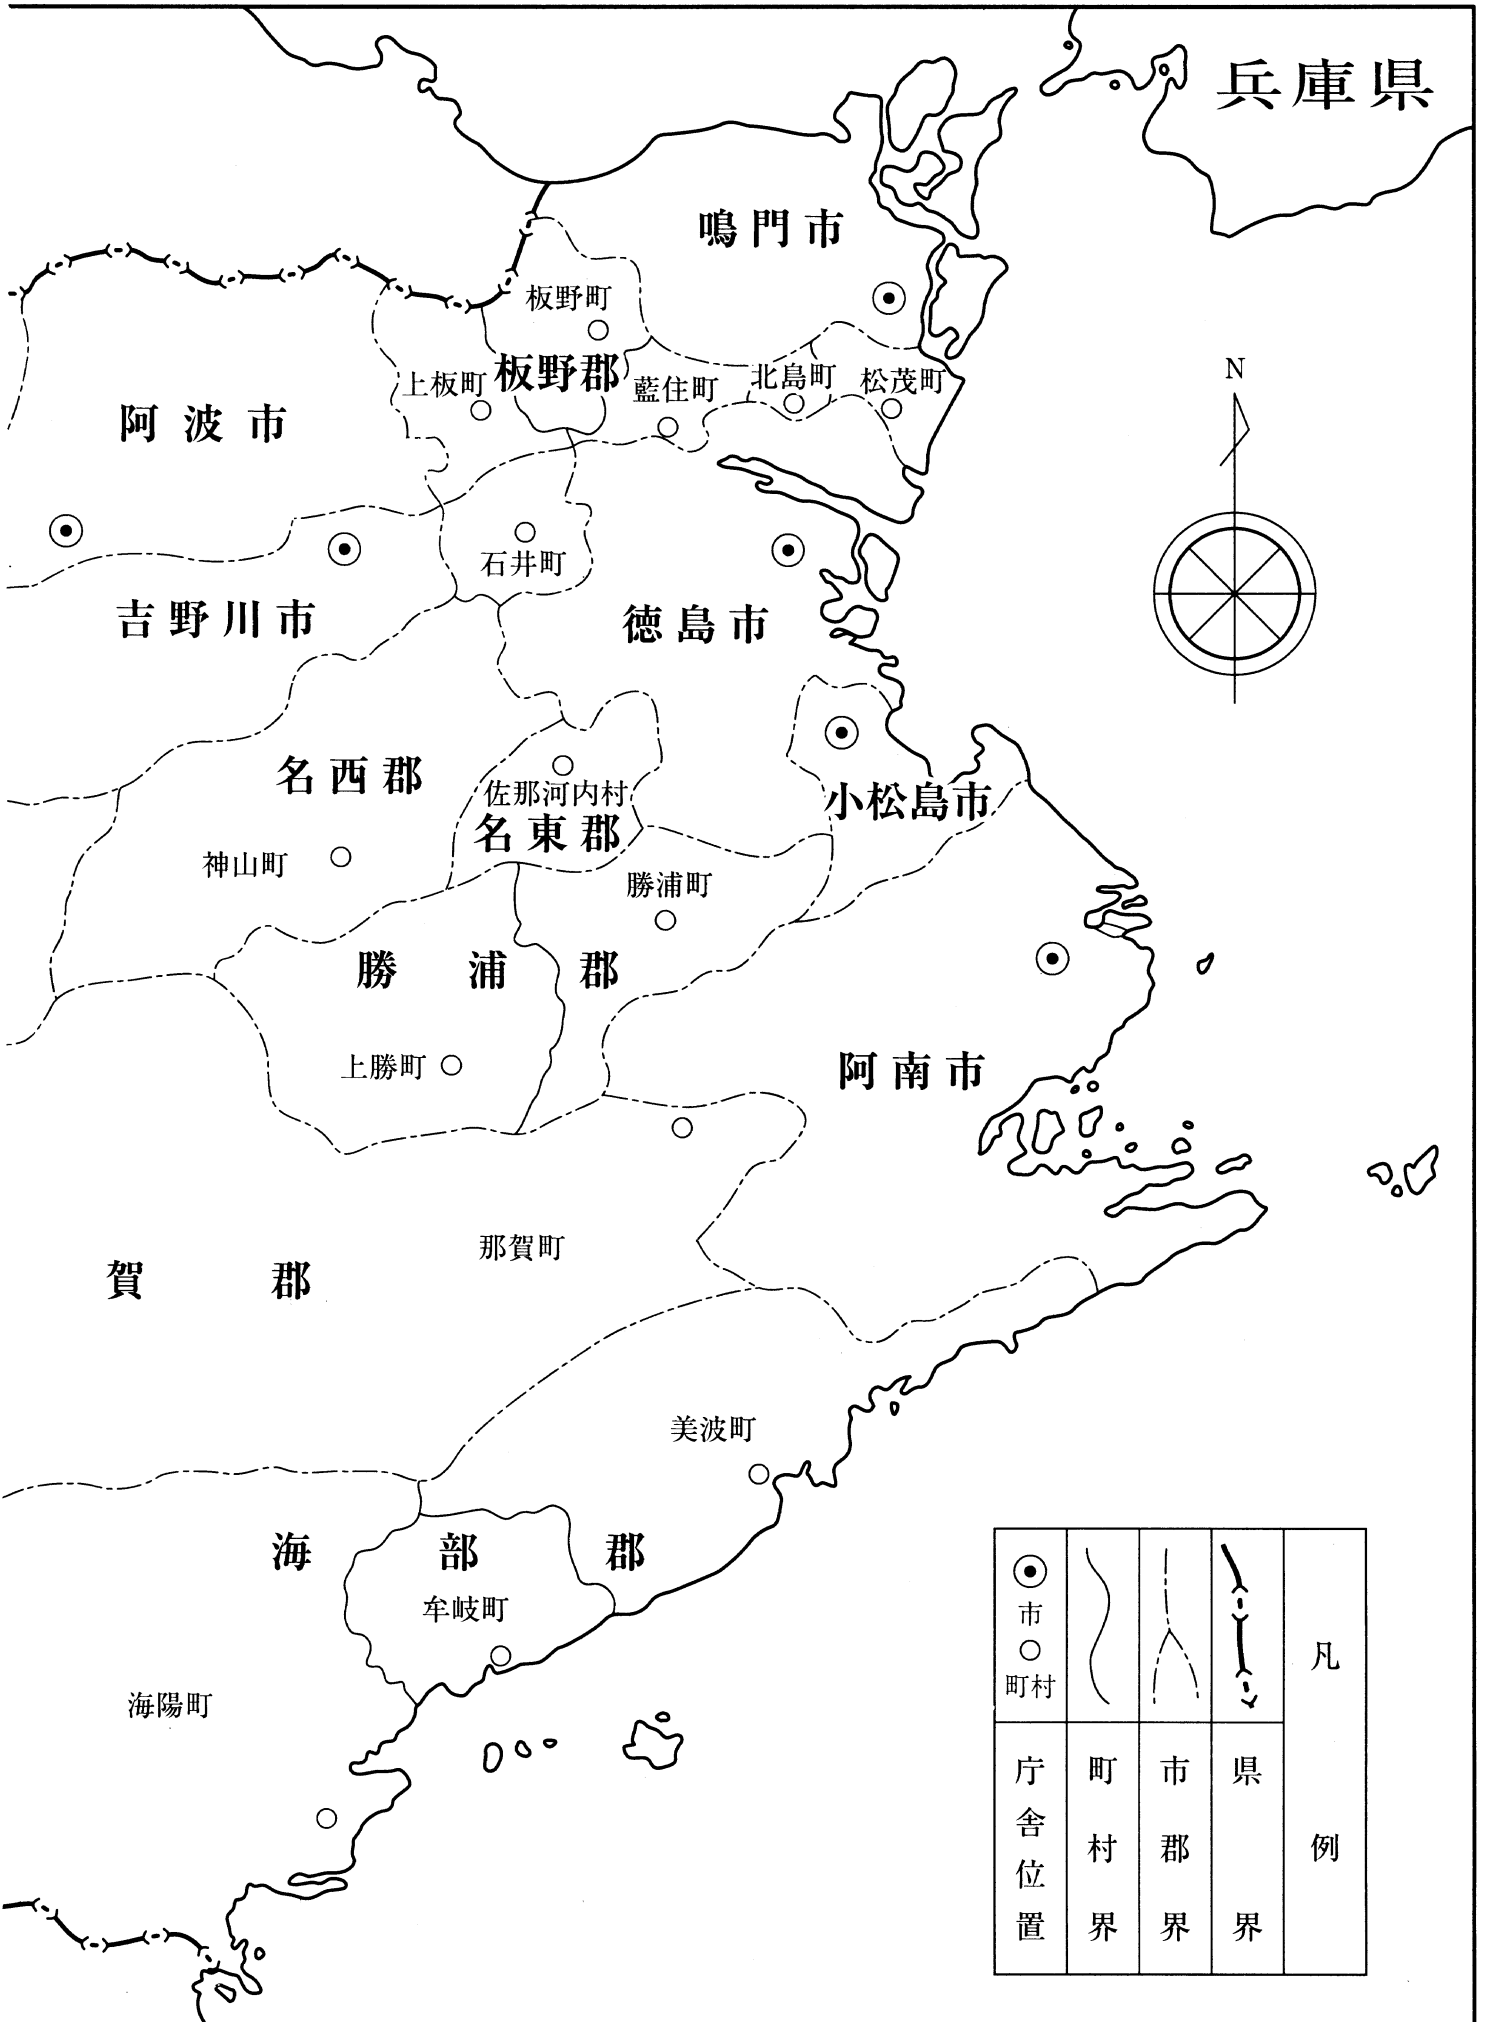 兵庫県
鳴門市
板野町
板野郡
上板町
藍住町
北島町
松茂町
阿波市
N
石井町
吉野川市
徳島市
名西郡
佐那河内村
名東郡
小松島市
神山町
勝浦町
勝浦郡
上勝町
阿南市
那賀町
賀郡
美波町
海部郡
牟岐町
海陽町
凡例
県界
市郡界
町村界
市
町村
庁舎位置